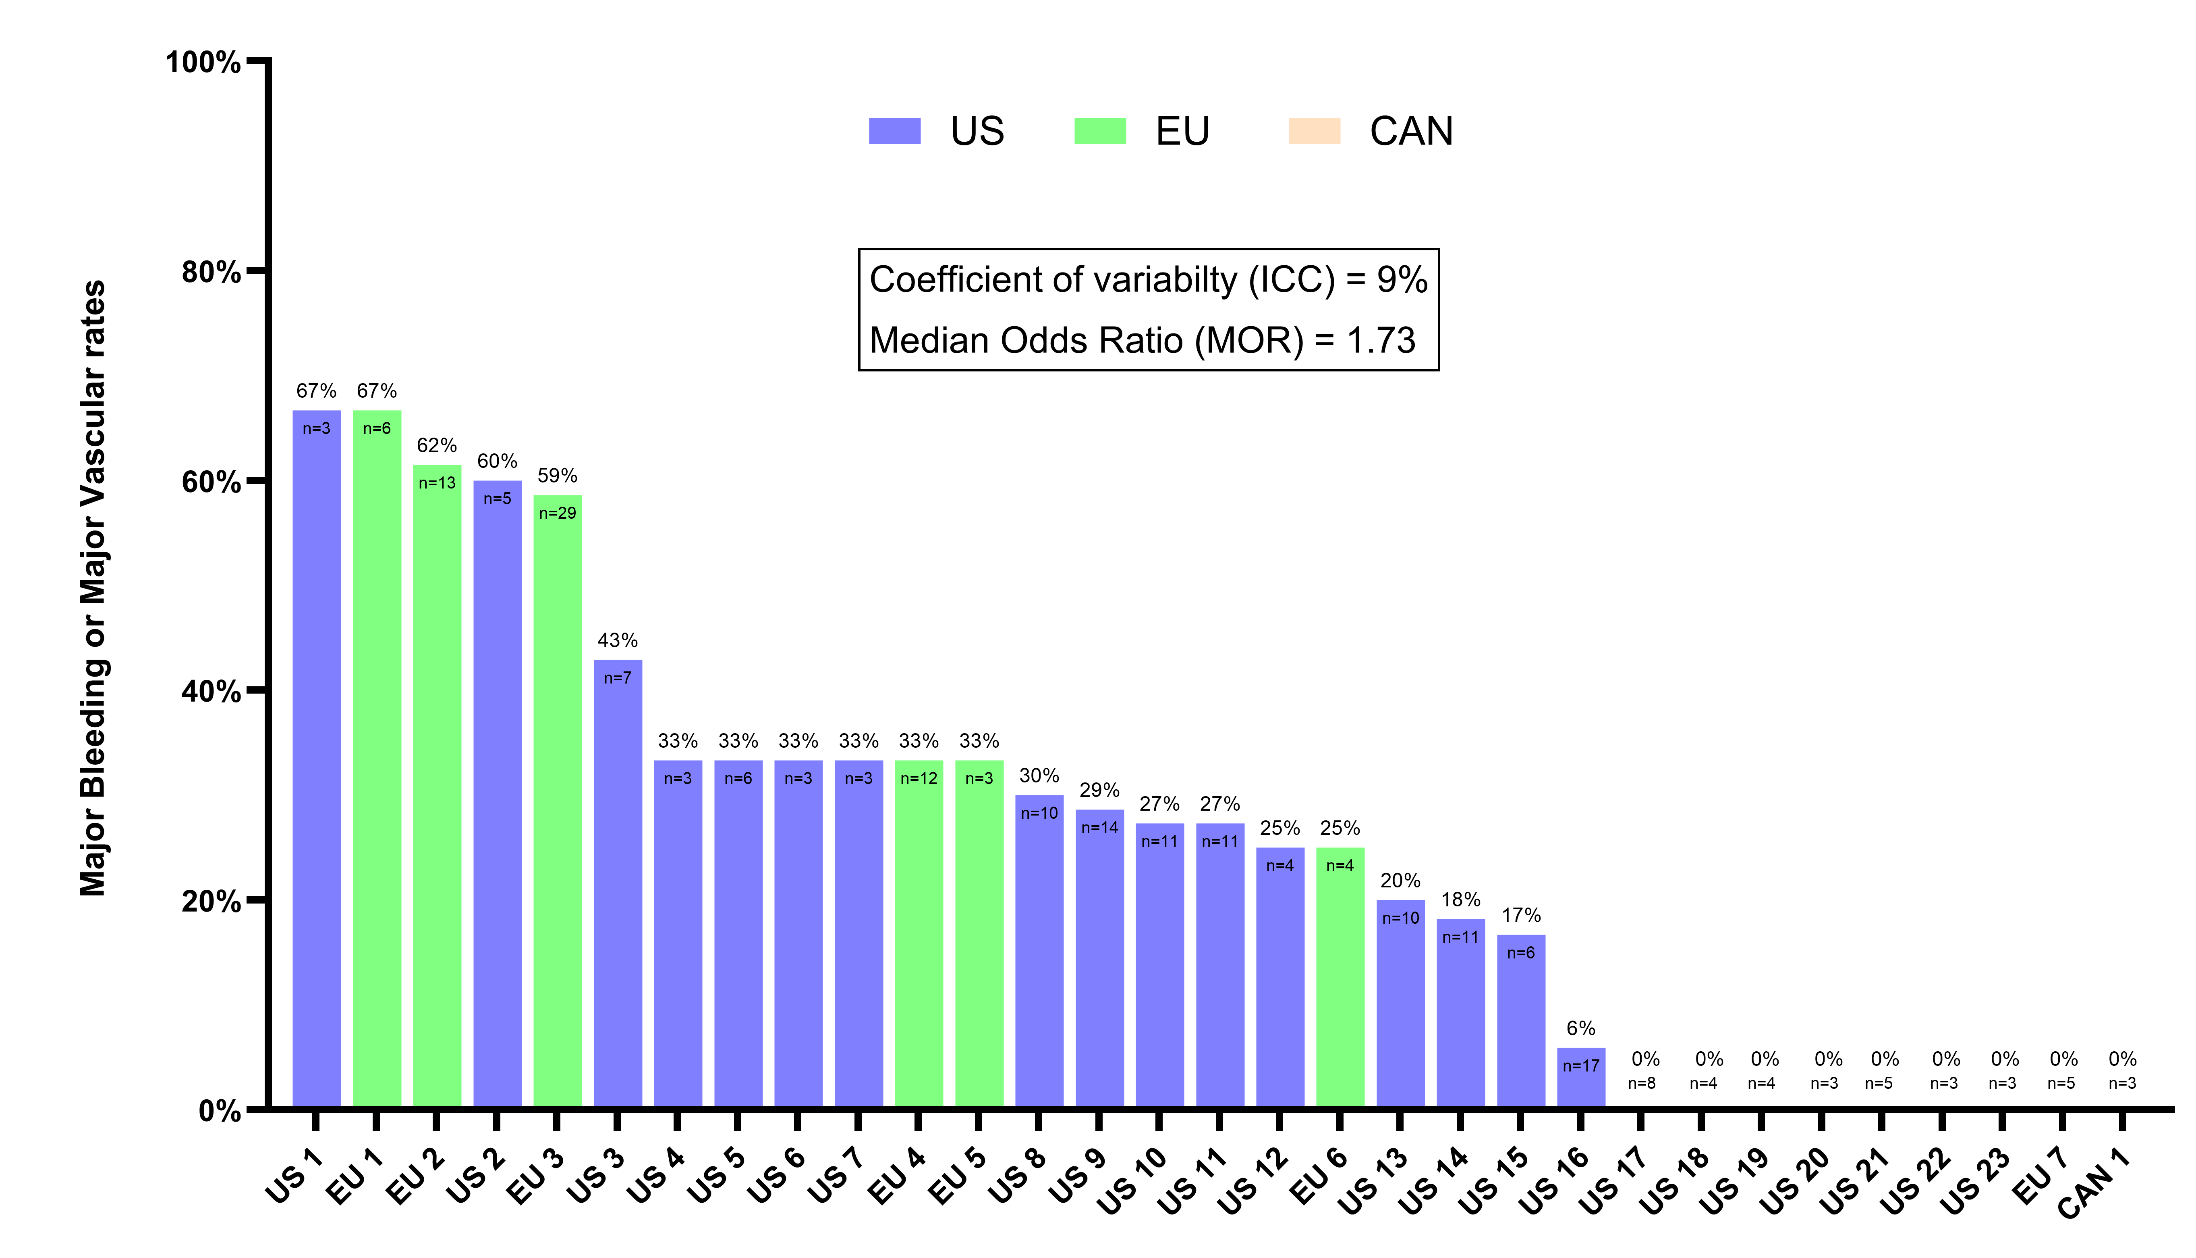 100%
80%
60%
40%
20%
0%
Major Bleeding or Major Vascular rates
US
EU
CAN
Coefficient of variabilty (ICC) = 9%
Median Odds Ratio (MOR) = 1.73
67%
n=3
67%
n=6
62%
n=13
60%
n=5
59%
n=29
43%
n=7
33%
n=3
33%
n=6
33%
n=3
33%
n=3
33%
n=12
33%
n=3
30%
n=10
29%
n=14
27%
n=11
27%
n=11
25%
n=4
25%
n=4
20%
n=10
18%
n=11
17%
n=6
6%
n=17
0%
n=8
0%
n=4
0%
n=4
0%
n=3
0%
n=5
0%
n=3
0%
n=3
0%
n=5
0%
n=3
US 1
EU 1
EU 2
US 2
EU 3
US 3
US 4
US 5
US 6
US 7
EU 4
EU 5
US 8
US 9
US 10
US 11
US 12
EU 6
US 13
US 14
US 15
US 16
US 17
US 18
US 19
US 20
US 21
US 22
US 23
EU 7
CAN 1